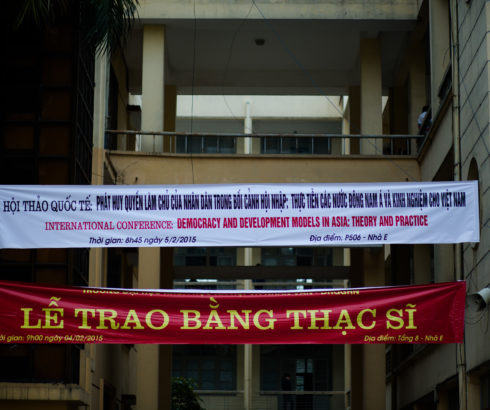 HỘI THẢO QUỐC TẾ: PHÁT HUY QUYỀN LÀM CHỦ CỦA NHÂN DÂN TRONG BỐI CẢNH HỘI NHẬP: THỰC TIỄN CÁC NƯỚC ĐÔNG NAM Á VÀ KINH NGHIỆM CHO VIỆT NAM
INTERNATIONAL CONFERENCE: DEMOCRACY AND DEVELOPMENT MODELS IN ASIA: THEORY AND PRACTICE
Thời gian: 8h45 ngày 5/2/2015 Địa điểm: P506 - Nhà E
LỄ TRAO BẰNG THẠC SĨ
gian: 9h00 ngày 04/02/2015 Địa điểm: Tầng 8 - Nhà E